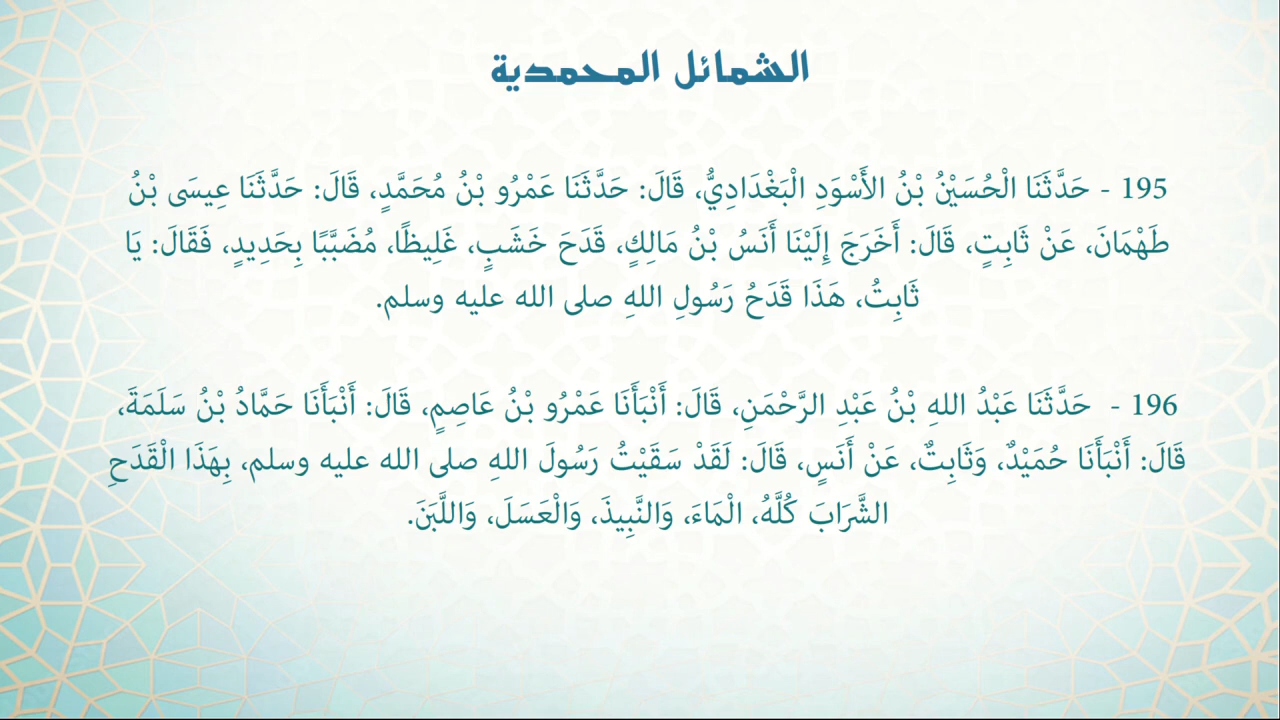 الشمائل المحمدية
195 - حَدَّثَنَا الْحُسَيْنُ بْنُ الأَسْوَدِ الْبَغْدَادِيُّ، قَالَ: حَدَّثَنَا عَمْرُو بْنُ مُحَمَّدٍ، قَالَ: حَدَّثَنَا عِيسَى بْنُ
طَهْمَانَ، عَنْ ثَابِتٍ، قَالَ: أَخَرَجَ إِلَيْنَا أَنَسُ بْنُ مَالِكٍ، قَدَحَ خَشَبٍ، غَلِيظًا، مُضَبَّبًا بِحَدِيدٍ، فَقَالَ: يَا
ثَابِتُ، هَذَا قَدَحُ رَسُولِ اللهِ صلى الله عليه وسلم.
196 - حَدَّثَنَا عَبْدُ اللهِ بْنُ عَبْدِ الرَّحْمَنِ، قَالَ: أَنْبَأَنَا عَمْرُو بْنُ عَاصِمٍ، قَالَ: أَنْبَأَنَا حَمَّادُ بْنُ سَلَمَةَ،
قَالَ: أَنْبَأَنَا حُمَيْدٌ، وَثَابِتٌ، عَنْ أَنَسٍ، قَالَ: لَقَدْ سَقَيْتُ رَسُولَ اللهِ صلى الله عليه وسلم، بِهَذَا الْقَدَحِ
الشَّرَابَ كُلَّهُ، الْمَاءَ، وَالنَّبِيذَ، وَالْعَسَلَ، وَاللَّبَنَ.